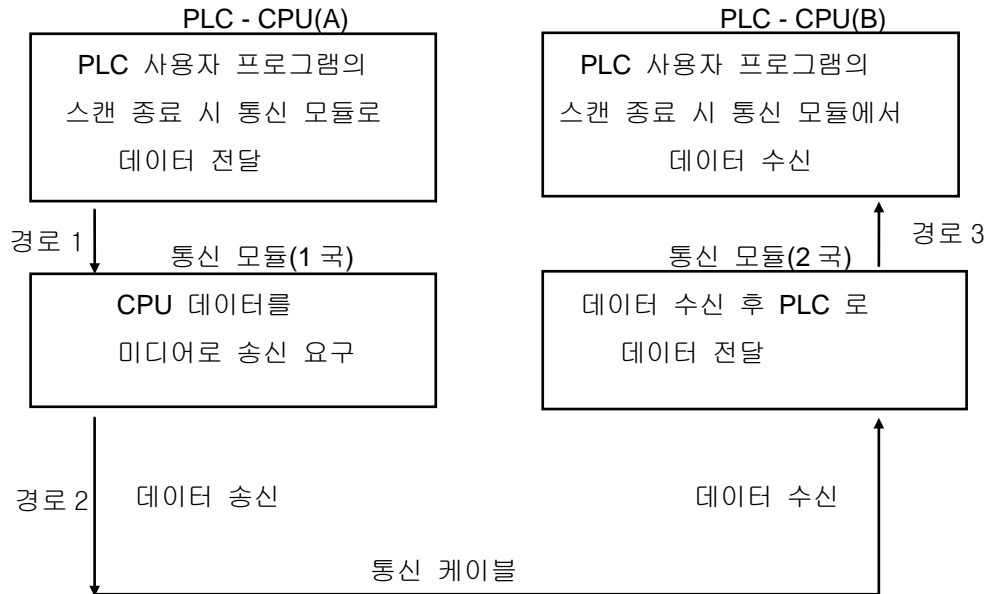 PLC - CPU(A)
PLC 사용자 프로그램의
스캔 종료 시 통신 모듈로
데이터 전달
경로 1
통신 모듈(1 국)
CPU 데이터를
미디어로 송신 요구
경로 2
데이터 송신
통신 케이블
PLC - CPU(B)
PLC 사용자 프로그램의
스캔 종료 시 통신 모듈에서
데이터 수신
경로 3
통신 모듈(2 국)
데이터 수신 후 PLC 로
데이터 전달
데이터 수신